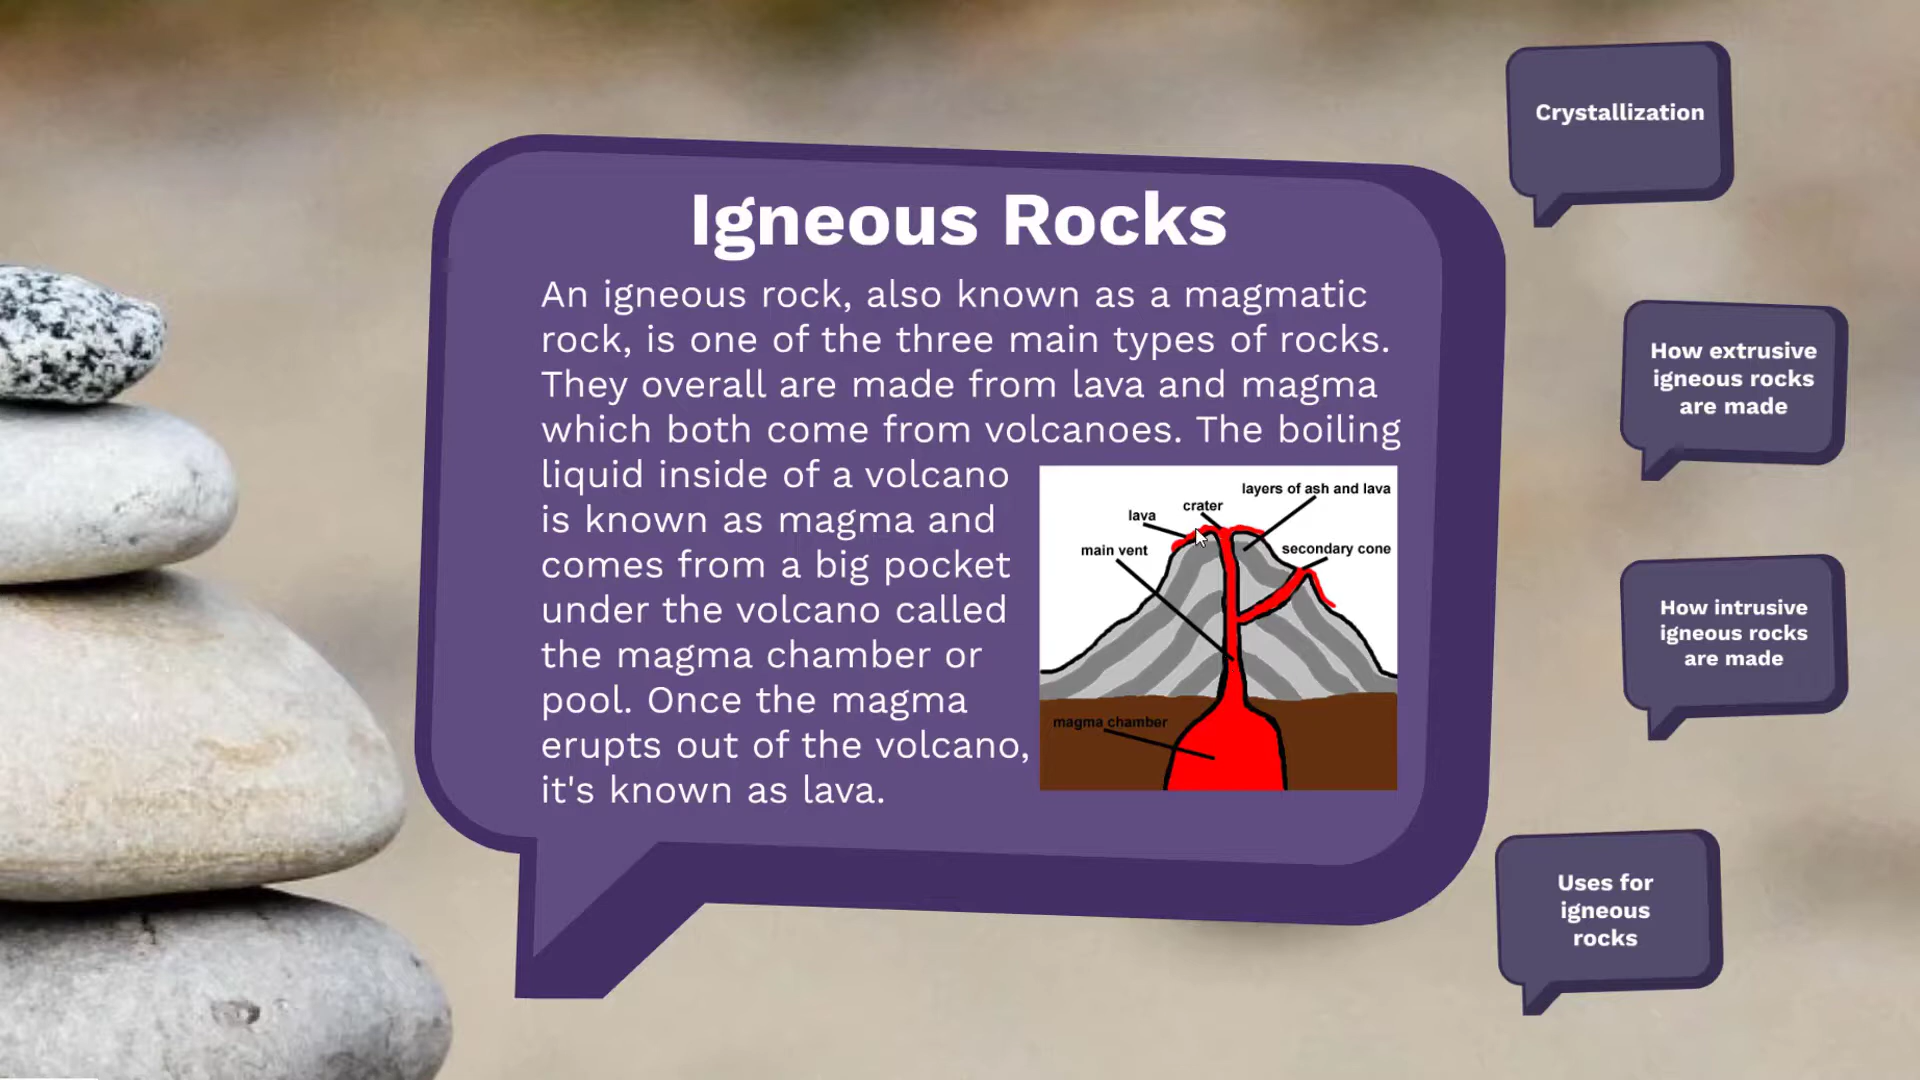 Igneous Rocks
An igneous rock, also known as a magmatic
rock, is one of the three main types of rocks.
They overall are made from lava and magma
which both come from volcanoes. The boiling
liquid inside of a volcano
is known as magma and
comes from a big pocket
under the volcano called
the magma chamber or
pool. Once the magma
erupts out of the volcano,
it's known as lava.
layers of ash and lava
crater
lava
main vent
secondary cone
magma chamber
Crystallization
How extrusive
igneous rocks
are made
How intrusive
igneous rocks
are made
Uses for
igneous
rocks